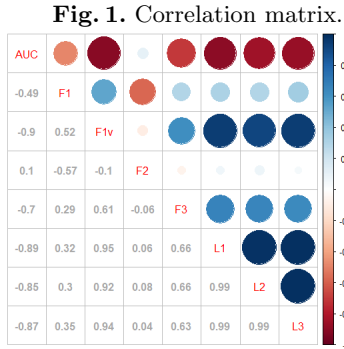 Fig. 1. Correlation matrix.
AUC
-0.49 F1
-0.9 0.52 F1v
0.1 -0.57 -0.1 F2
-0.7 0.29 0.61 -0.06 F3
-0.89 0.32 0.95 0.06 0.66 L1
-0.85 0.3 0.92 0.08 0.66 0.99 L2
-0.87 0.35 0.94 0.04 0.63 0.99 0.99 L3